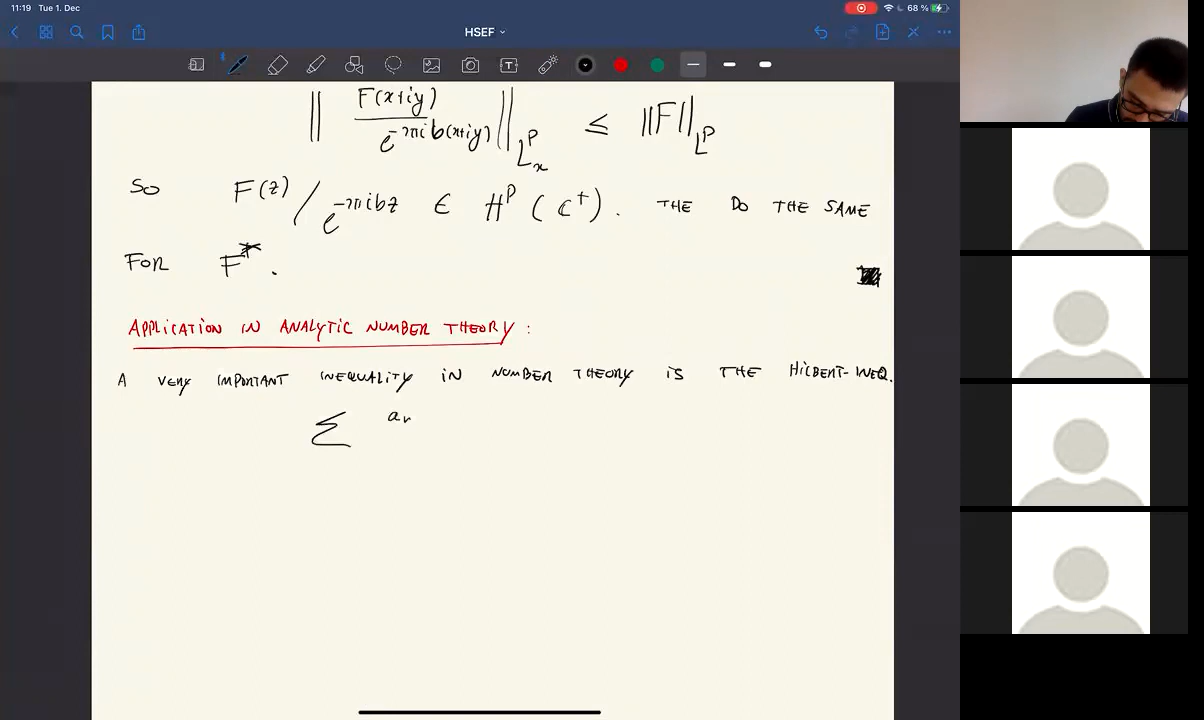 11:19 Tue 1. Dec
68 %
HSEF
‖ F(x+iy) / e^{-πib(x+iy)} ‖_{L^p_x} ≤ ‖F‖_{L^p}
SO F(z) / e^{-πibz} ∈ H^p (ℂ^+). THE DO THE SAME
FOR F^*.
APPLICATION IN ANALYTIC NUMBER THEORY:
A VERY IMPORTANT INEQUALITY IN NUMBER THEORY IS THE HILBERT-INEQ.
Σ a_n